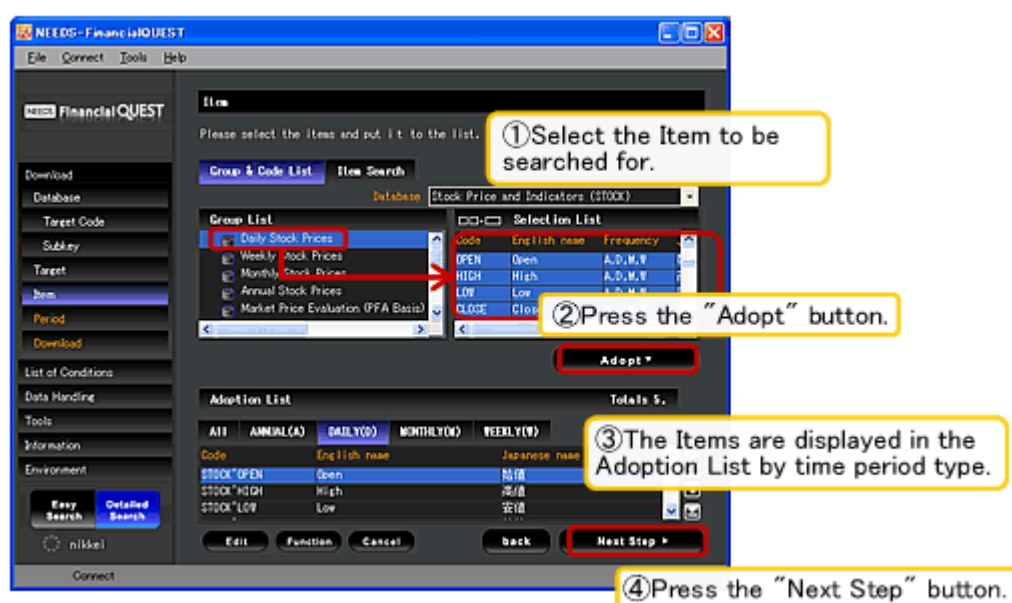 NEEDS-FinancialQUEST
File Connect Tools Help
NEEDS FinancialQUEST
Item
Please select the items and put it to the list.
①Select the Item to be
searched for.
Group & Code List Item Search
Database Stock Price and Indicators (STOCK)
Download
Database
Target Code
Subkey
Target
Item
Period
Download
List of Conditions
Data Handling
Tools
Information
Environment
Easy Search
Detailed Search
nikkei
Connect
Group List
Daily Stock Prices
Weekly Stock Prices
Monthly Stock Prices
Annual Stock Prices
Market Price Evaluation (PFA Basis)
Selection List
Code English name Frequency
OPEN Open A.D.M.W
HIGH High A.D.M.W
LOW Low A.D.M.W
CLOSE
②Press the "Adopt" button.
Adopt▼
Adoption List Totals 5.
All ANNUAL(A) DAILY(D) MONTHLY(M) WEEKLY(W)
③The Items are displayed in the
Adoption List by time period type.
Code English name Japanese name
STOCK^OPEN Open 始値
STOCK^HIGH High 高値
STOCK^LOW Low 安値
Edit Function Cancel back Next Step ▶
④Press the "Next Step" button.